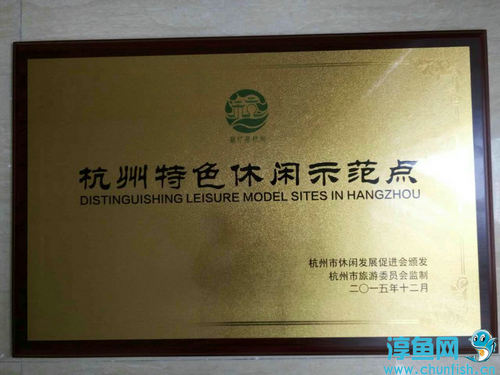 杭州特色休闲示范点
DISTINGUISHING LEISURE MODEL SITES IN HANGZHOU
杭州市休闲发展促进会颁发
杭州市旅游委员会监制
二〇一五年十二月
淳鱼网
www.chunfish.co